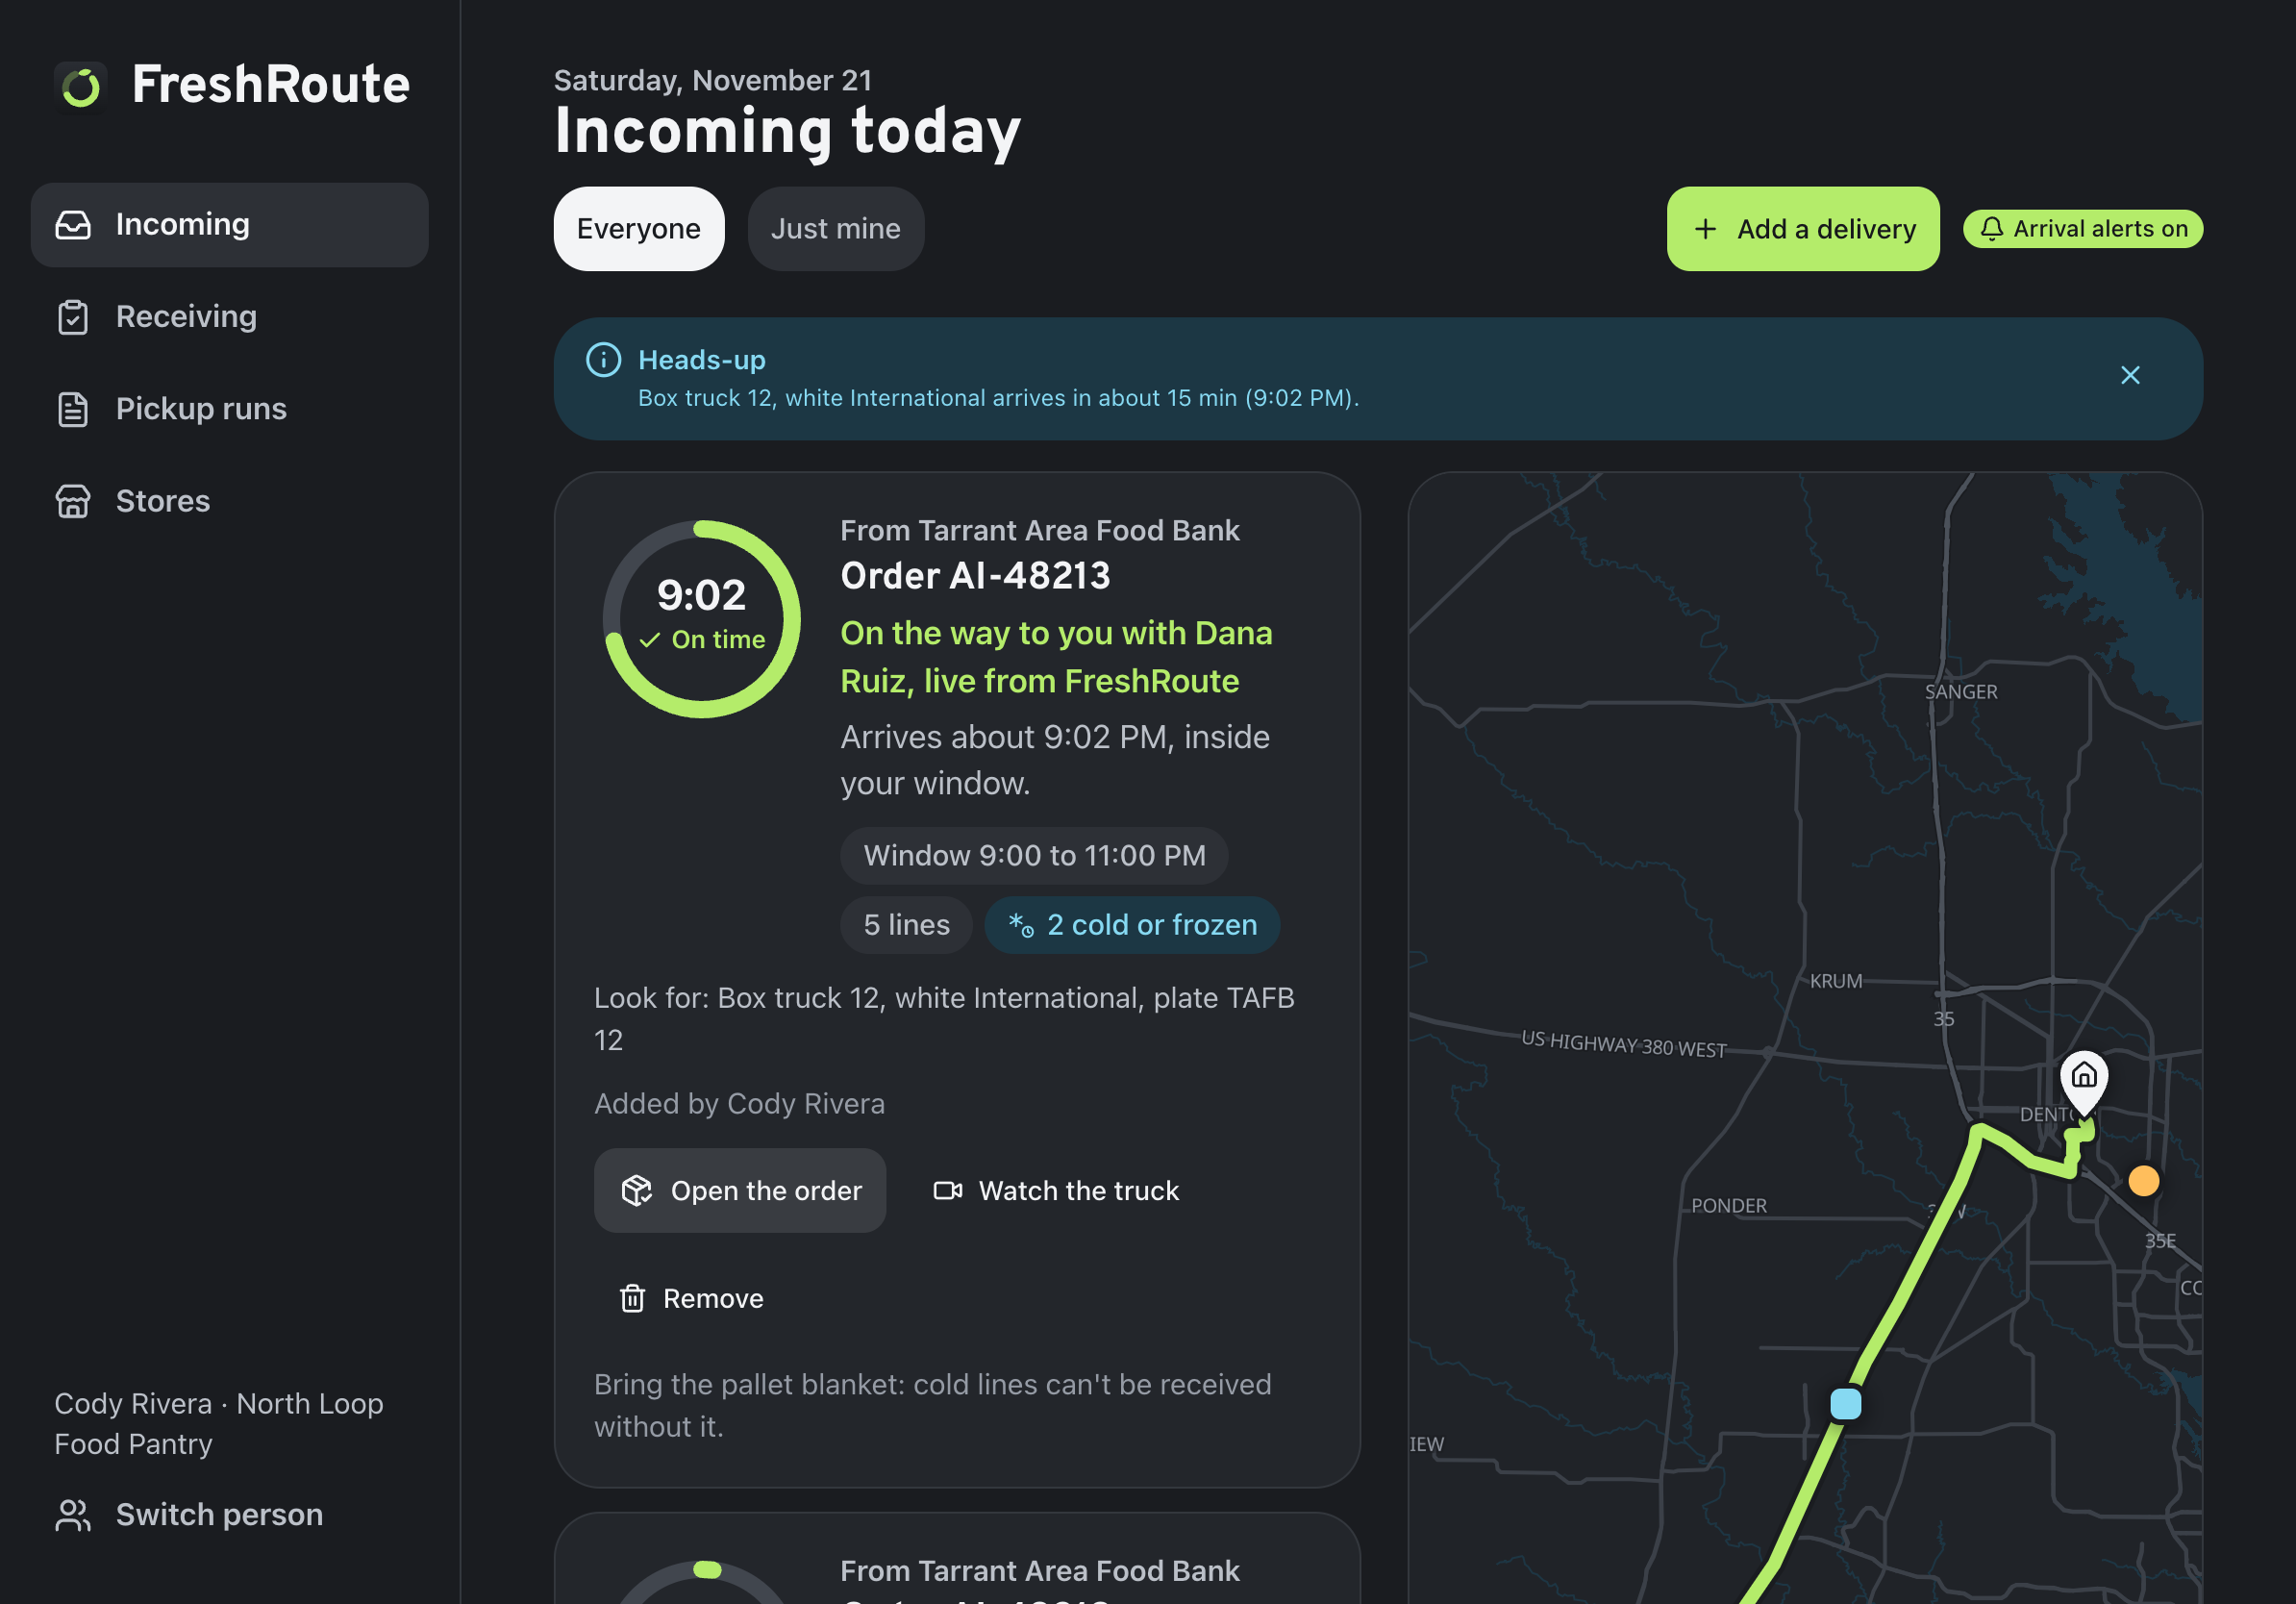 FreshRoute
Incoming
Receiving
Pickup runs
Stores
Cody Rivera · North Loop
Food Pantry
Switch person
Saturday, November 21
Incoming today
Everyone
Just mine
Add a delivery
Arrival alerts on
Heads-up
Box truck 12, white International arrives in about 15 min (9:02 PM).
9:02
On time
From Tarrant Area Food Bank
Order AI-48213
On the way to you with Dana
Ruiz, live from FreshRoute
Arrives about 9:02 PM, inside
your window.
Window 9:00 to 11:00 PM
5 lines
2 cold or frozen
Look for: Box truck 12, white International, plate TAFB
12
Added by Cody Rivera
Open the order
Watch the truck
Remove
Bring the pallet blanket: cold lines can't be received
without it.
From Tarrant Area Food Bank
SANGER
KRUM
35
US HIGHWAY 380 WEST
PONDER
35E